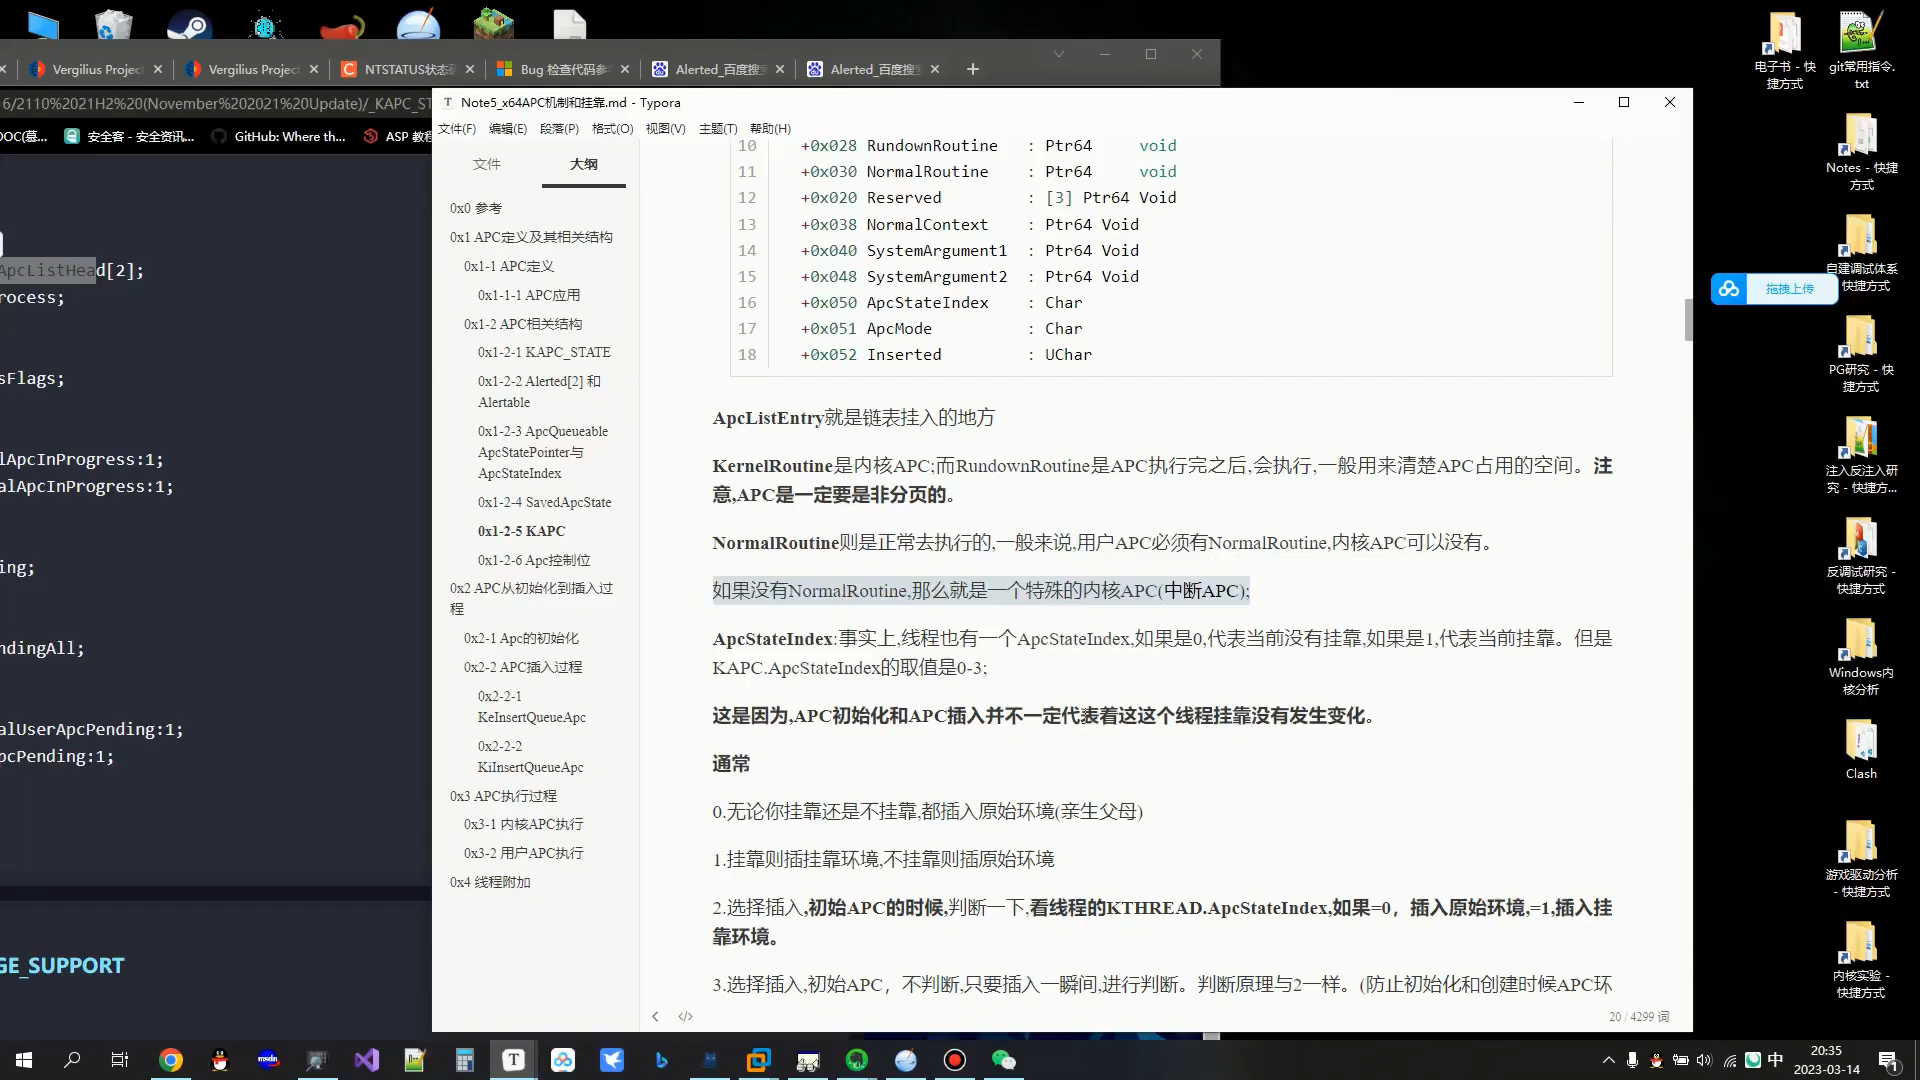 Vergilius Projec
Vergilius Projec
NTSTATUS状态
Bug 检查代码参
Alerted_百度搜
Alerted_百度搜
6/2110%2021H2%20(November%202021%20Update)/_KAPC_ST
DOC(慕...
安全客 - 安全资讯...
GitHub: Where th...
ASP 教程
ApcListHead[2];
rocess;
sFlags;
lApcInProgress:1;
alApcInProgress:1;
ing;
ndingAll;
alUserApcPending:1;
pcPending:1;
GE_SUPPORT
Note5_x64APC机制和挂靠.md - Typora
文件(F) 编辑(E) 段落(P) 格式(O) 视图(V) 主题(T) 帮助(H)
文件 大纲
0x0 参考
0x1 APC定义及其相关结构
0x1-1 APC定义
0x1-1-1 APC应用
0x1-2 APC相关结构
0x1-2-1 KAPC_STATE
0x1-2-2 Alerted[2] 和
Alertable
0x1-2-3 ApcQueueable
ApcStatePointer与
ApcStateIndex
0x1-2-4 SavedApcState
0x1-2-5 KAPC
0x1-2-6 Apc控制位
0x2 APC从初始化到插入过
程
0x2-1 Apc的初始化
0x2-2 APC插入过程
0x2-2-1
KeInsertQueueApc
0x2-2-2
KiInsertQueueApc
0x3 APC执行过程
0x3-1 内核APC执行
0x3-2 用户APC执行
0x4 线程附加
10 +0x028 RundownRoutine : Ptr64 void
11 +0x030 NormalRoutine : Ptr64 void
12 +0x020 Reserved : [3] Ptr64 Void
13 +0x038 NormalContext : Ptr64 Void
14 +0x040 SystemArgument1 : Ptr64 Void
15 +0x048 SystemArgument2 : Ptr64 Void
16 +0x050 ApcStateIndex : Char
17 +0x051 ApcMode : Char
18 +0x052 Inserted : UChar
ApcListEntry就是链表挂入的地方
KernelRoutine是内核APC;而RundownRoutine是APC执行完之后,会执行,一般用来清楚APC占用的空间。注
意,APC是一定要是非分页的。
NormalRoutine则是正常去执行的,一般来说,用户APC必须有NormalRoutine,内核APC可以没有。
如果没有NormalRoutine,那么就是一个特殊的内核APC(中断APC);
ApcStateIndex:事实上,线程也有一个ApcStateIndex,如果是0,代表当前没有挂靠,如果是1,代表当前挂靠。但是
KAPC.ApcStateIndex的取值是0-3;
这是因为,APC初始化和APC插入并不一定代表着这这个线程挂靠没有发生变化。
通常
0.无论你挂靠还是不挂靠,都插入原始环境(亲生父母)
1.挂靠则插挂靠环境,不挂靠则插原始环境
2.选择插入,初始APC的时候,判断一下,看线程的KTHREAD.ApcStateIndex,如果=0，插入原始环境,=1,插入挂
靠环境。
3.选择插入,初始APC，不判断,只要插入一瞬间,进行判断。判断原理与2一样。(防止初始化和创建时候APC环
20 / 4299 词
电子书 - 快
捷方式
git常用指令.
txt
Notes - 快捷
方式
自建调试体系
快捷方式
拖拽上传
PG研究 - 快
捷方式
注入反注入研
究 - 快捷方...
反调试研究 -
快捷方式
Windows内
核分析
Clash
游戏驱动分析
- 快捷方式
内核实验 -
快捷方式
msdn
中
20:35
2023-03-14
1